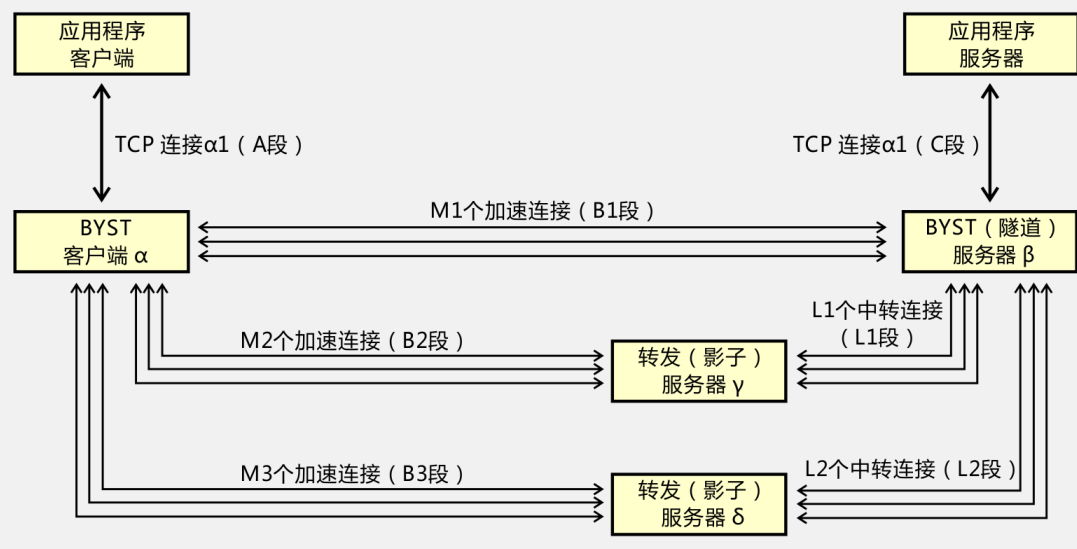 应用程序
客户端
应用程序
服务器
TCP 连接α1（A段）
TCP 连接α1（C段）
M1个加速连接（B1段）
BYST
客户端 α
BYST（隧道）
服务器 β
L1个中转连接
（L1段）
M2个加速连接（B2段）
转发（影子）
服务器 γ
M3个加速连接（B3段）
L2个中转连接（L2段）
转发（影子）
服务器 δ